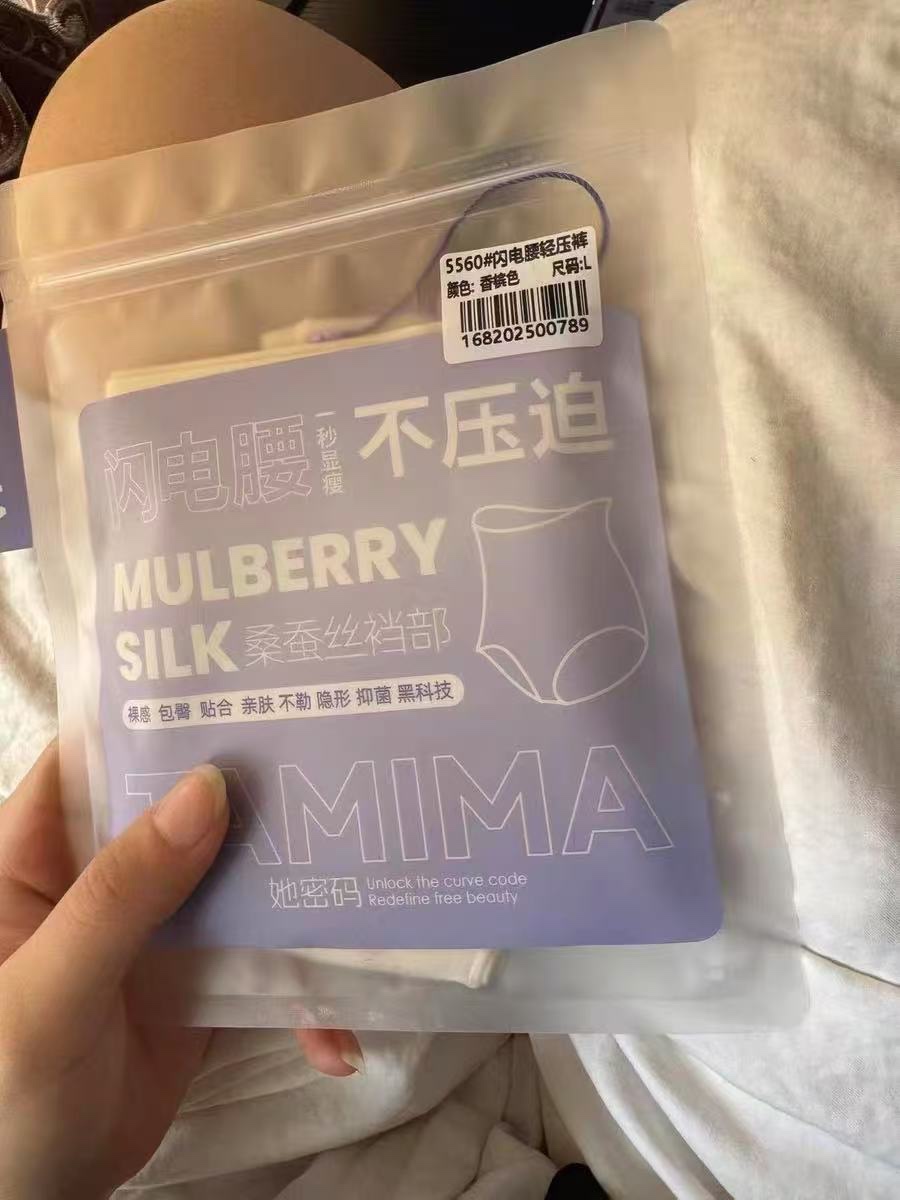 5560#闪电腰轻压裤
颜色: 香槟色 尺码:L
168202500789
闪电腰 一秒显瘦 不压迫
MULBERRY
SILK 桑蚕丝裆部
裸感 包臀 贴合 亲肤 不勒 隐形 抑菌 黑科技
TAMIMA
她密码 Unlock the curve code
Redefine free beauty